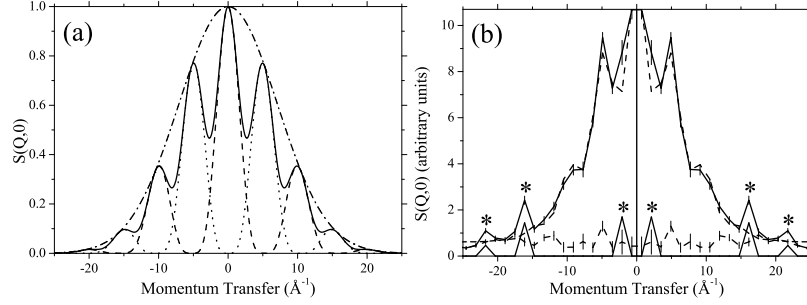 (a)
S(Q,0)
1.0
0.8
0.6
0.4
0.2
0.0
-20 -10 0 10 20
Momentum Transfer (Å⁻¹)
(b)
S(Q,0) (arbitrary units)
10
8
6
4
2
0
* * * * * *
-20 -10 0 10 20
Momentum Transfer (Å⁻¹)